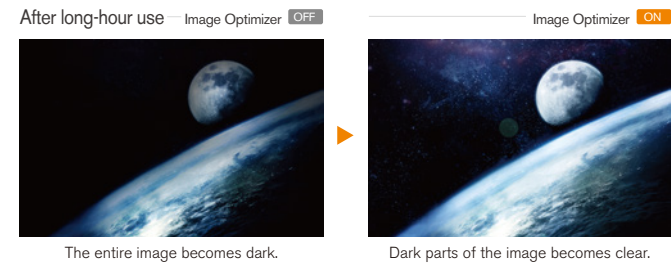 After long-hour use
Image Optimizer OFF
Image Optimizer ON
The entire image becomes dark.
Dark parts of the image becomes clear.